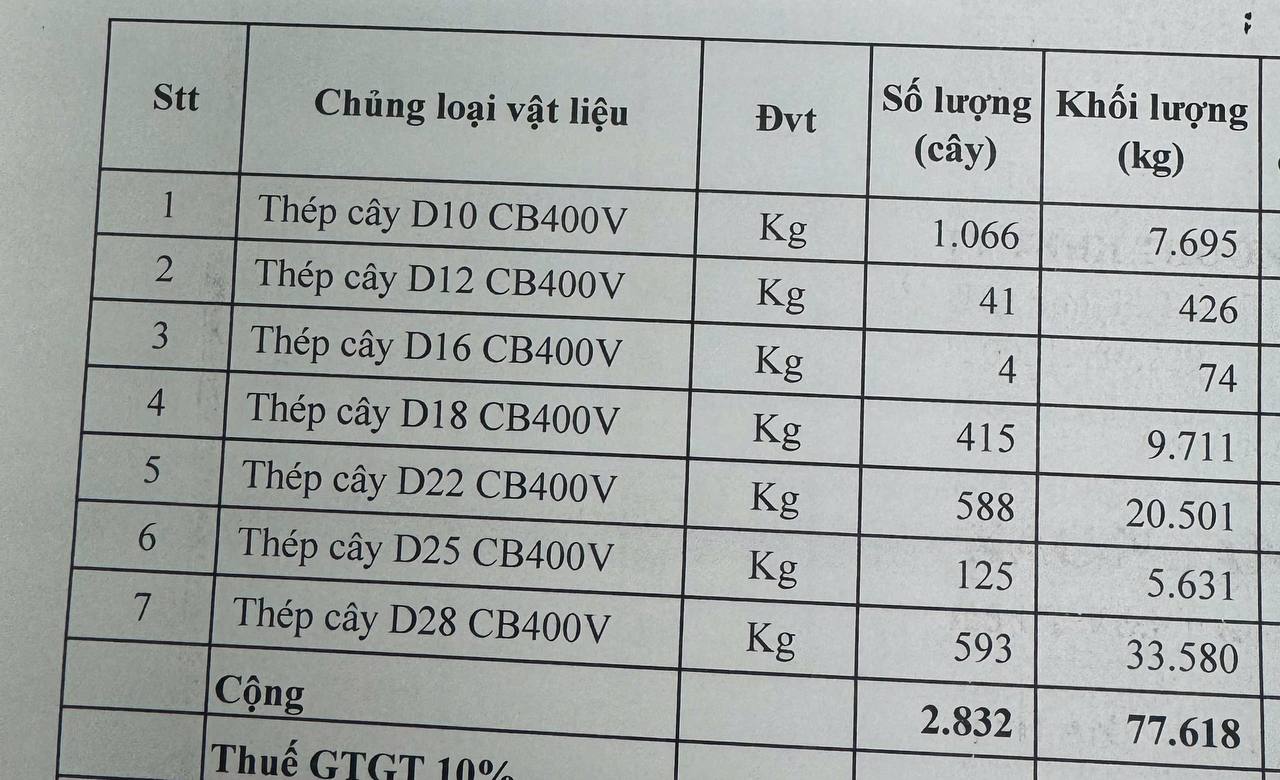 Stt Chủng loại vật liệu Đvt Số lượng (cây) Khối lượng (kg)
1 Thép cây D10 CB400V Kg 1.066 7.695
2 Thép cây D12 CB400V Kg 41 426
3 Thép cây D16 CB400V Kg 4 74
4 Thép cây D18 CB400V Kg 415 9.711
5 Thép cây D22 CB400V Kg 588 20.501
6 Thép cây D25 CB400V Kg 125 5.631
7 Thép cây D28 CB400V Kg 593 33.580
Cộng 2.832 77.618
Thuế GTGT 10%